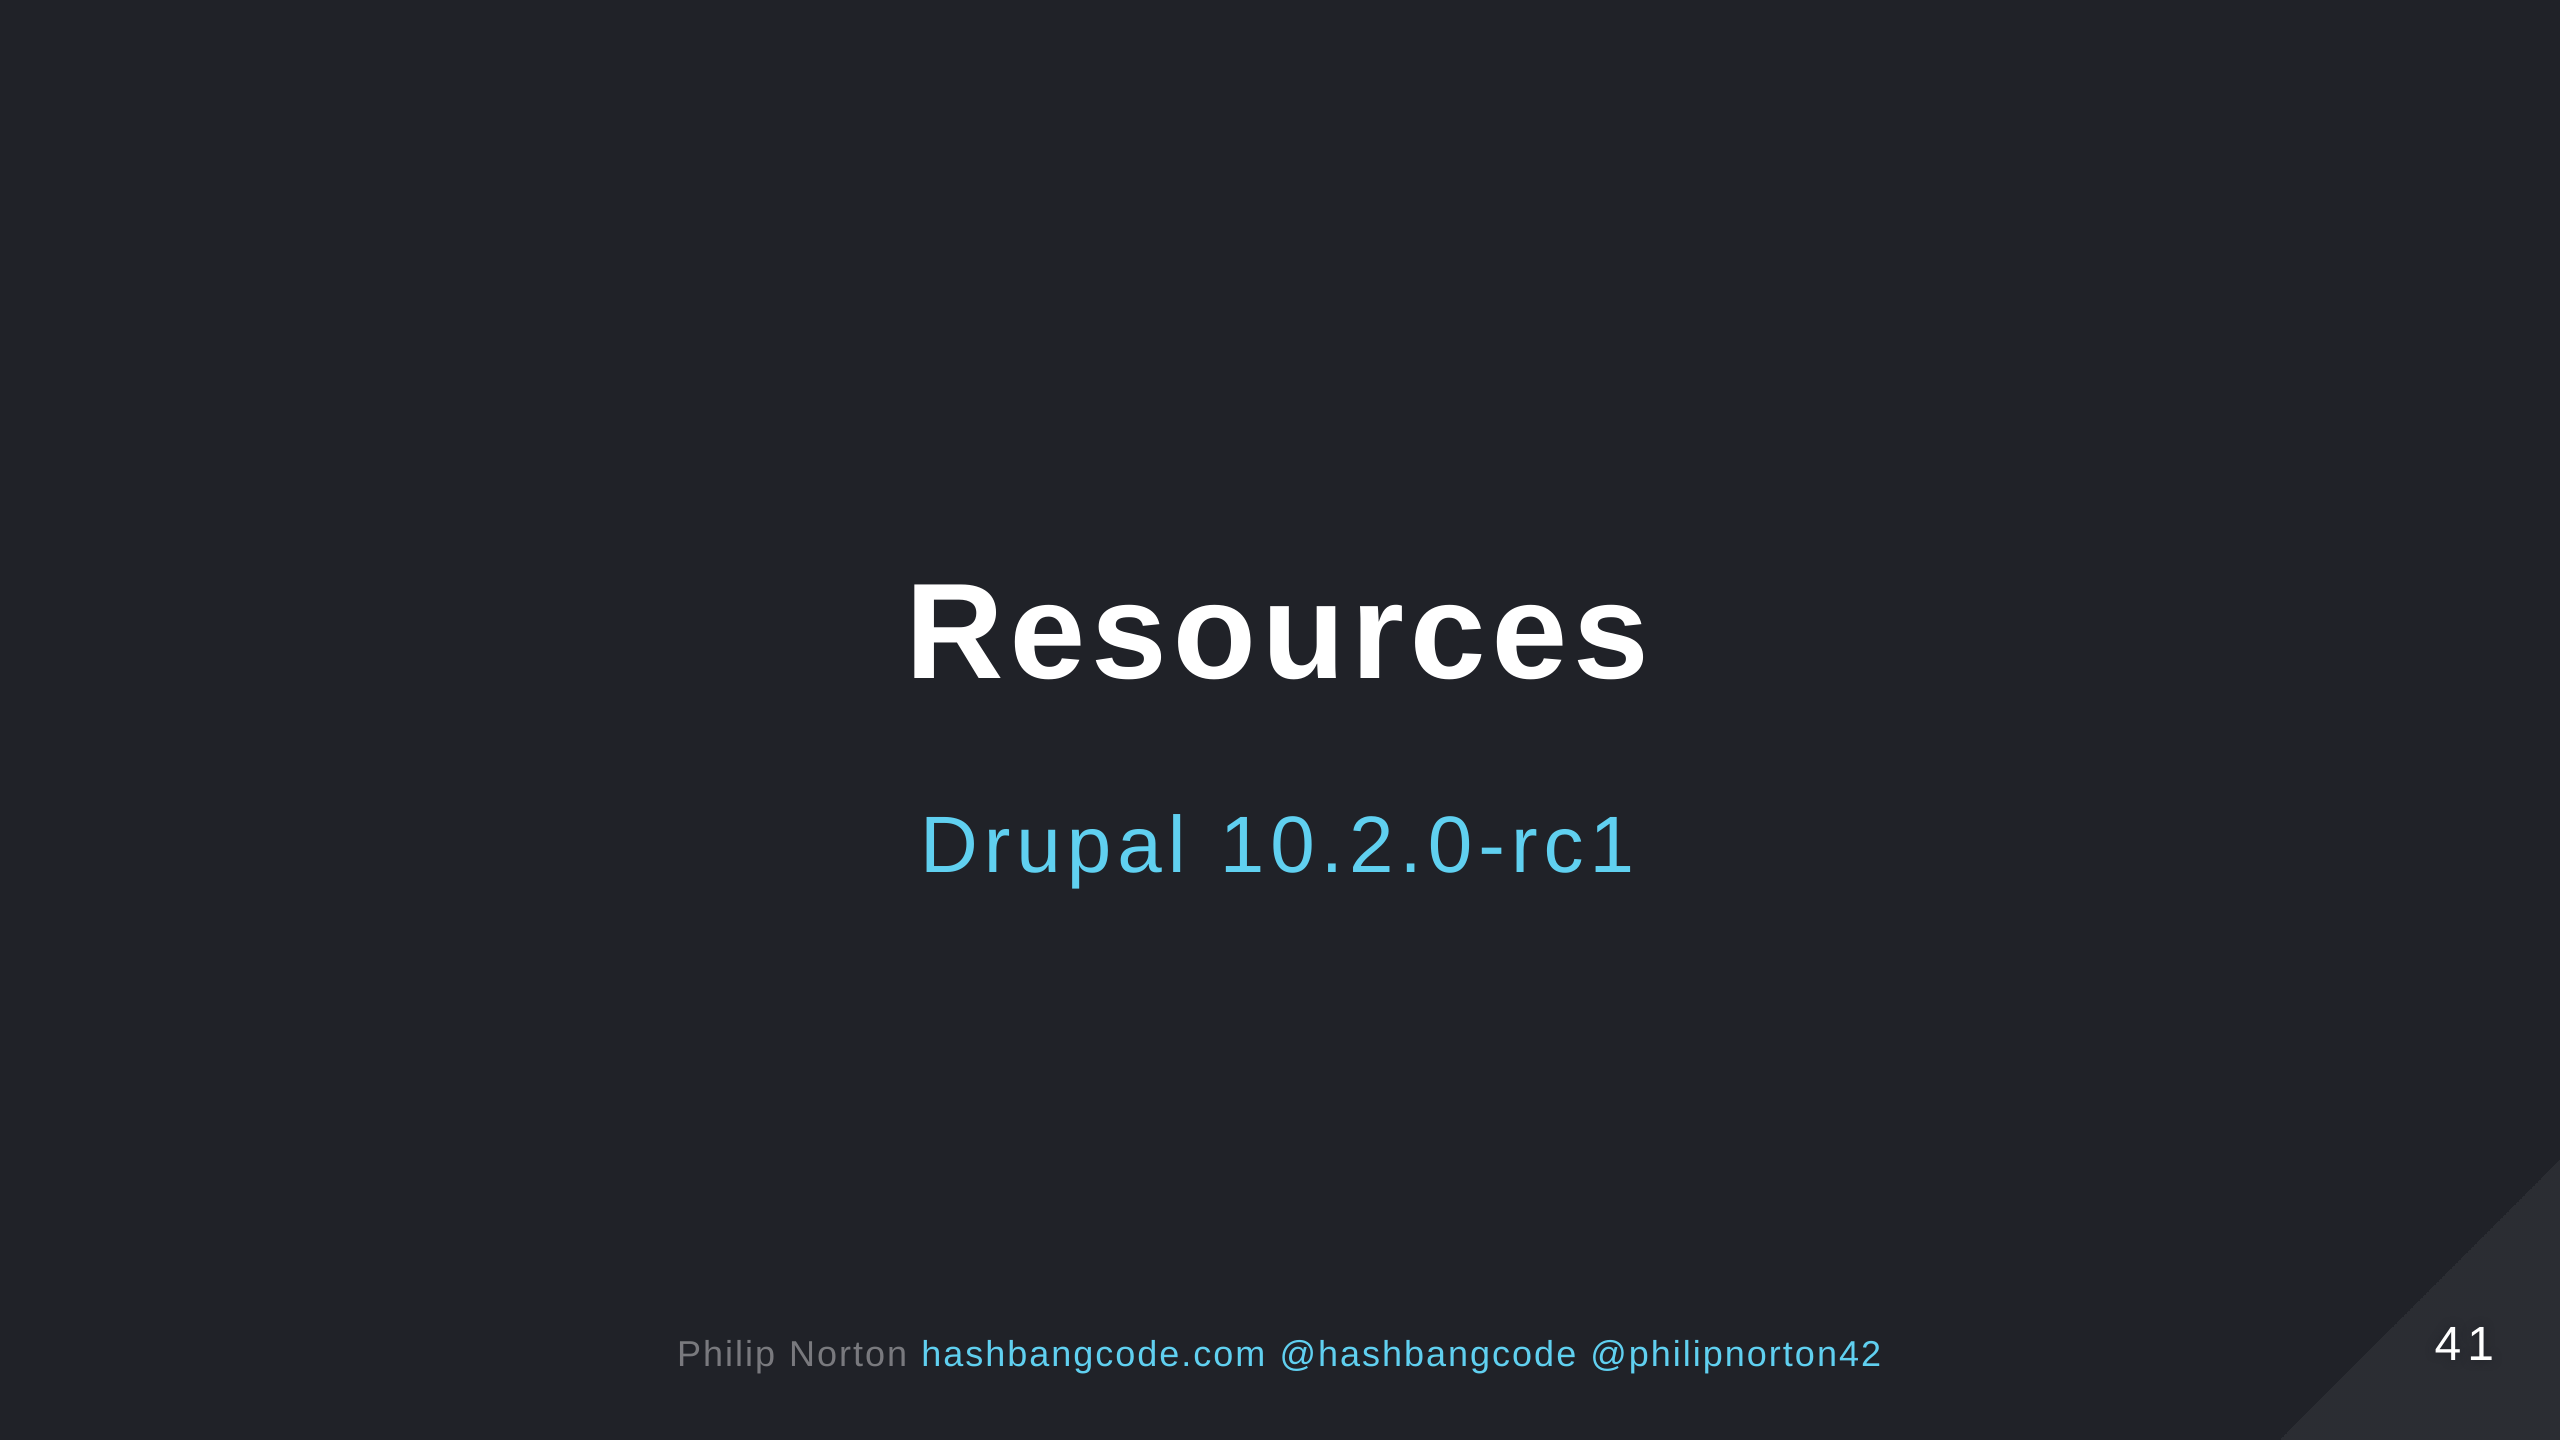 Resources
Drupal 10.2.0-rc1
Philip Norton hashbangcode.com @hashbangcode @philipnorton42
41